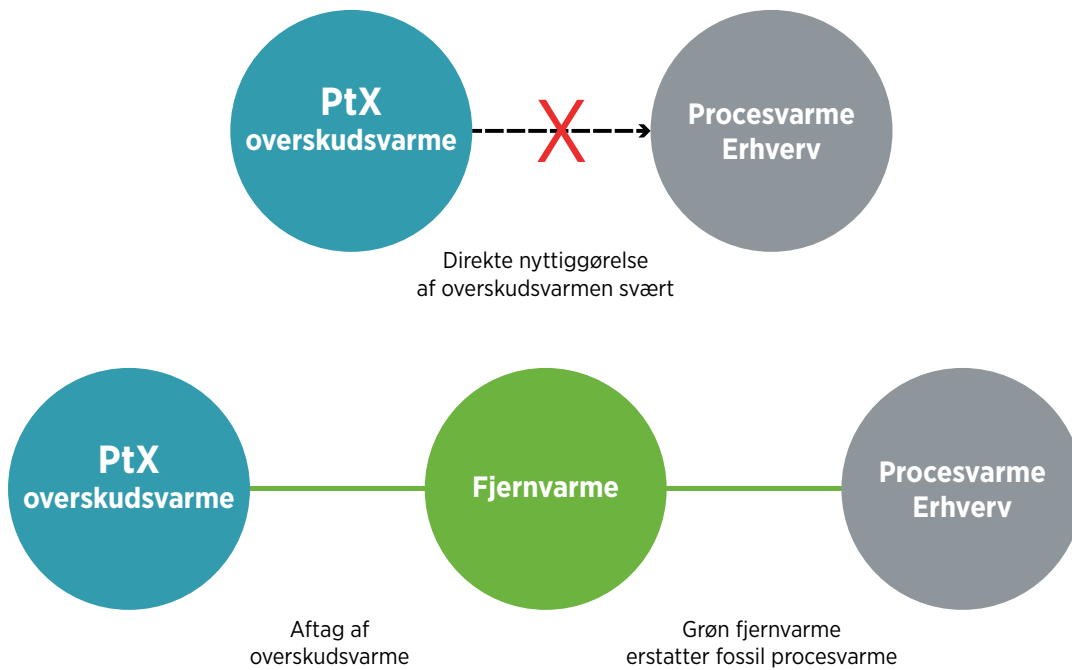 PtX
overskudsvarme
Procesvarme
Erhverv
Direkte nyttiggørelse
af overskudsvarmen svært
PtX
overskudsvarme
Fjernvarme
Procesvarme
Erhverv
Aftag af
overskudsvarme
Grøn fjernvarme
erstatter fossil procesvarme